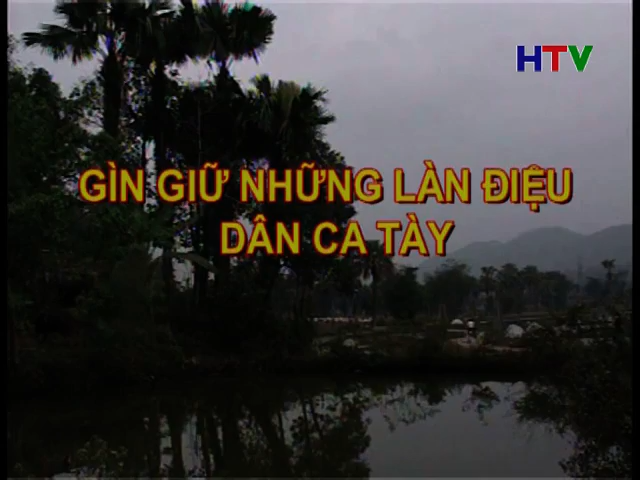 HTV
GÌN GIỮ NHỮNG LÀN ĐIỆU
DÂN CA TÀY